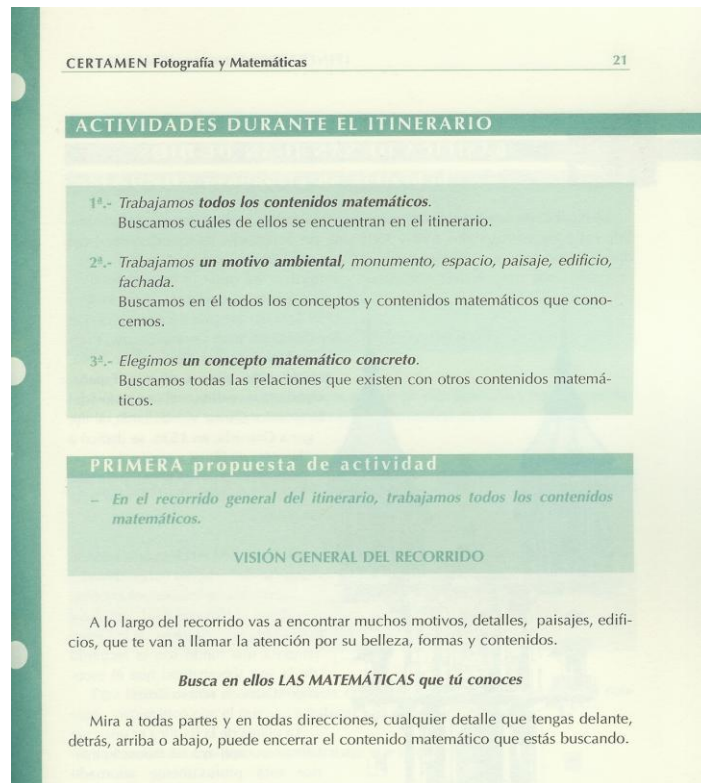 CERTAMEN Fotografía y Matemáticas 21
ACTIVIDADES DURANTE EL ITINERARIO
1ª.- Trabajamos todos los contenidos matemáticos.
Buscamos cuáles de ellos se encuentran en el itinerario.
2ª.- Trabajamos un motivo ambiental, monumento, espacio, paisaje, edificio,
fachada.
Buscamos en él todos los conceptos y contenidos matemáticos que cono-
cemos.
3ª.- Elegimos un concepto matemático concreto.
Buscamos todas las relaciones que existen con otros contenidos matemá-
ticos.
PRIMERA propuesta de actividad
– En el recorrido general del itinerario, trabajamos todos los contenidos
matemáticos.
VISIÓN GENERAL DEL RECORRIDO
A lo largo del recorrido vas a encontrar muchos motivos, detalles, paisajes, edifi-
cios, que te van a llamar la atención por su belleza, formas y contenidos.
Busca en ellos LAS MATEMÁTICAS que tú conoces
Mira a todas partes y en todas direcciones, cualquier detalle que tengas delante,
detrás, arriba o abajo, puede encerrar el contenido matemático que estás buscando.